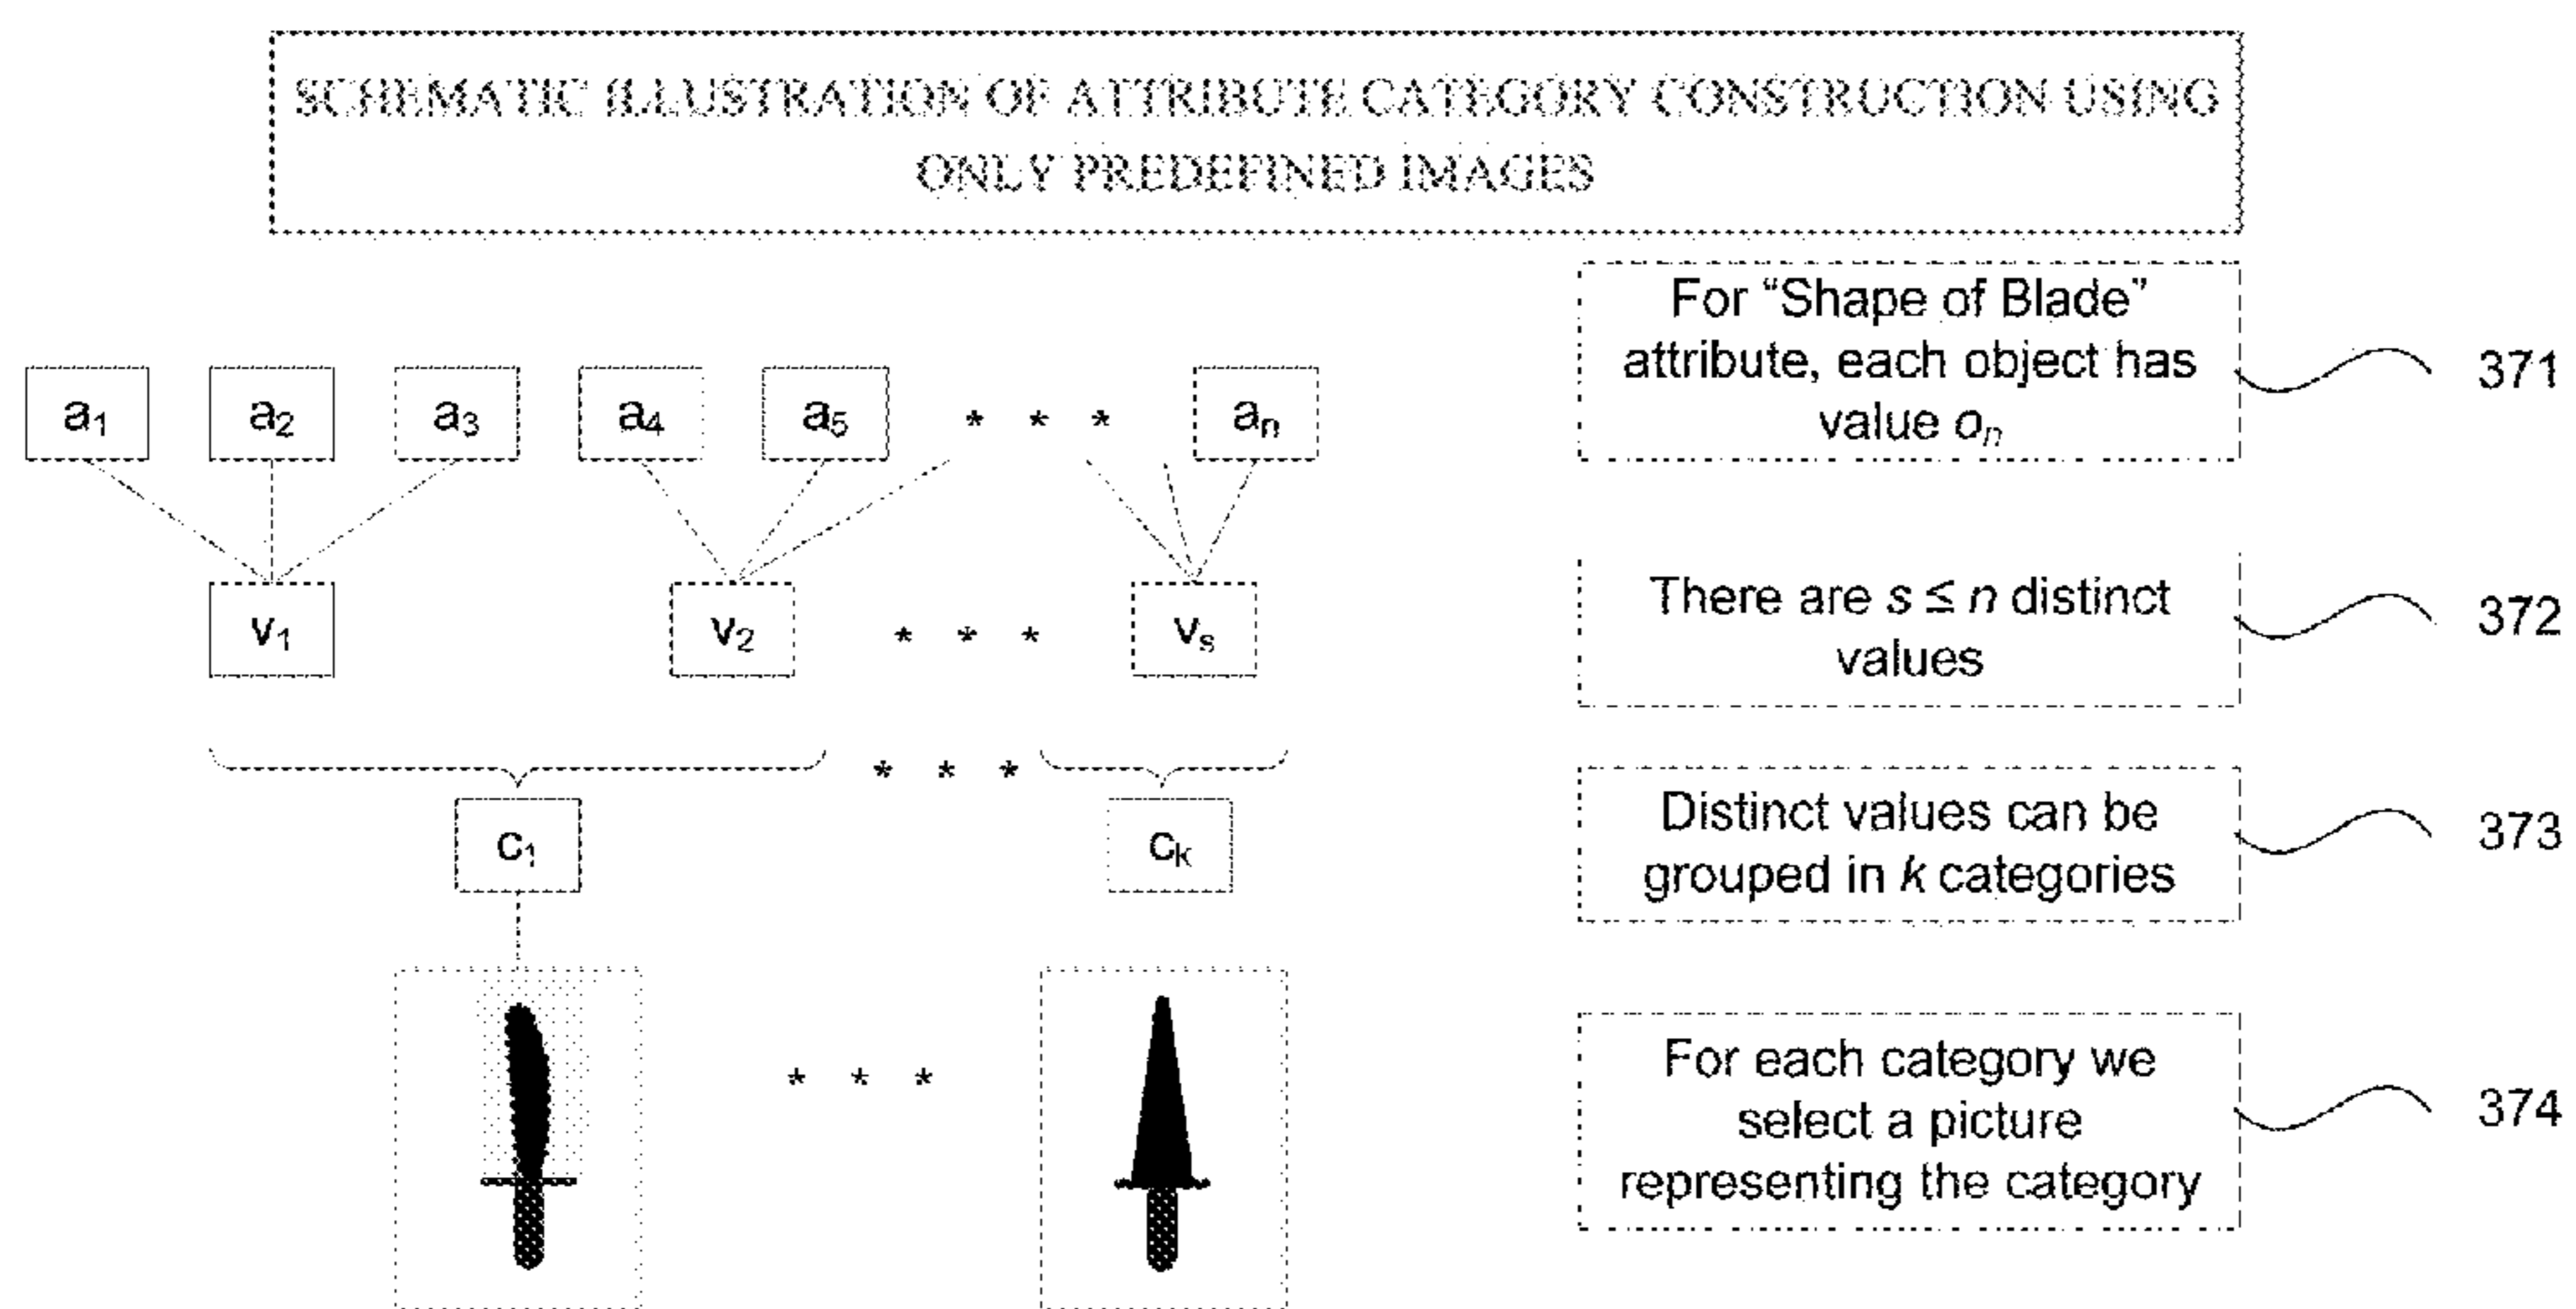 SCHEMATIC ILLUSTRATION OF ATTRIBUTE CATEGORY CONSTRUCTION USING
ONLY PREDEFINED IMAGES
For “Shape of Blade”
attribute, each object has
value oₙ
371
a₁ a₂ a₃ a₄ a₅ * * * aₙ
There are s ≤ n distinct
values
372
v₁ v₂ * * * vₛ
* * *
Distinct values can be
grouped in k categories
373
c₁ cₖ
For each category we
select a picture
representing the category
374
* * *